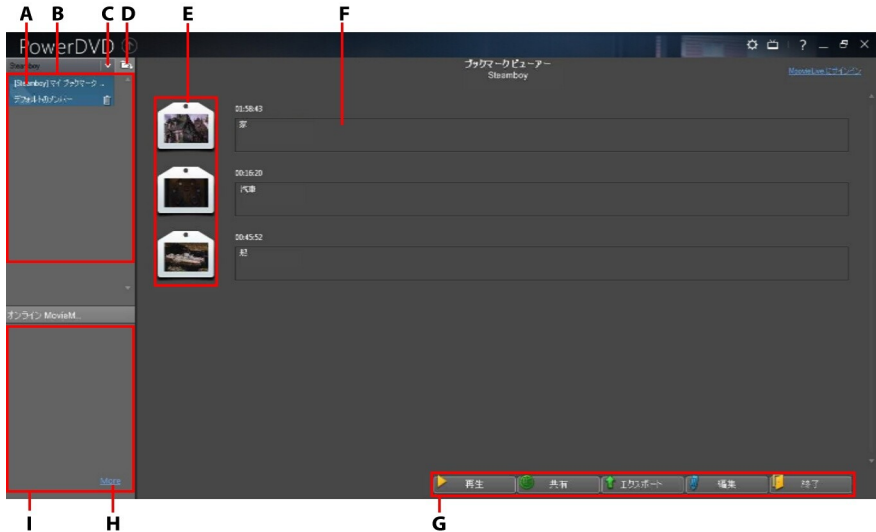 A B C D E F
PowerDVD
Steamboy
ブックマークビューアー
Steamboy
MoovieLive にサインイン
[Steamboy] マイ ブックマーク ...
デフォルトのメンバー
01:58:43
家
00:16:20
汽車
00:45:52
船
オンライン MovieM...
More
再生
共有
エクスポート
編集
終了
I H G